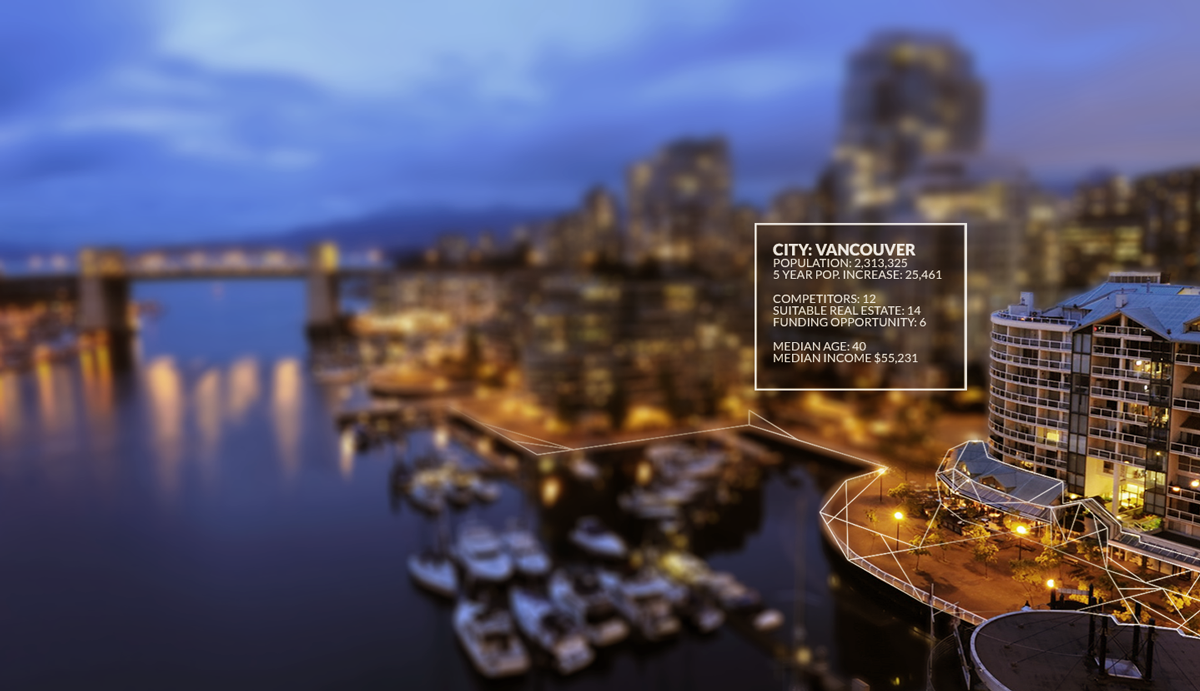 CITY: VANCOUVER
POPULATION: 2,313,325
5 YEAR POP. INCREASE: 25,461
COMPETITORS: 12
SUITABLE REAL ESTATE: 14
FUNDING OPPORTUNITY: 6
MEDIAN AGE: 40
MEDIAN INCOME $55,231